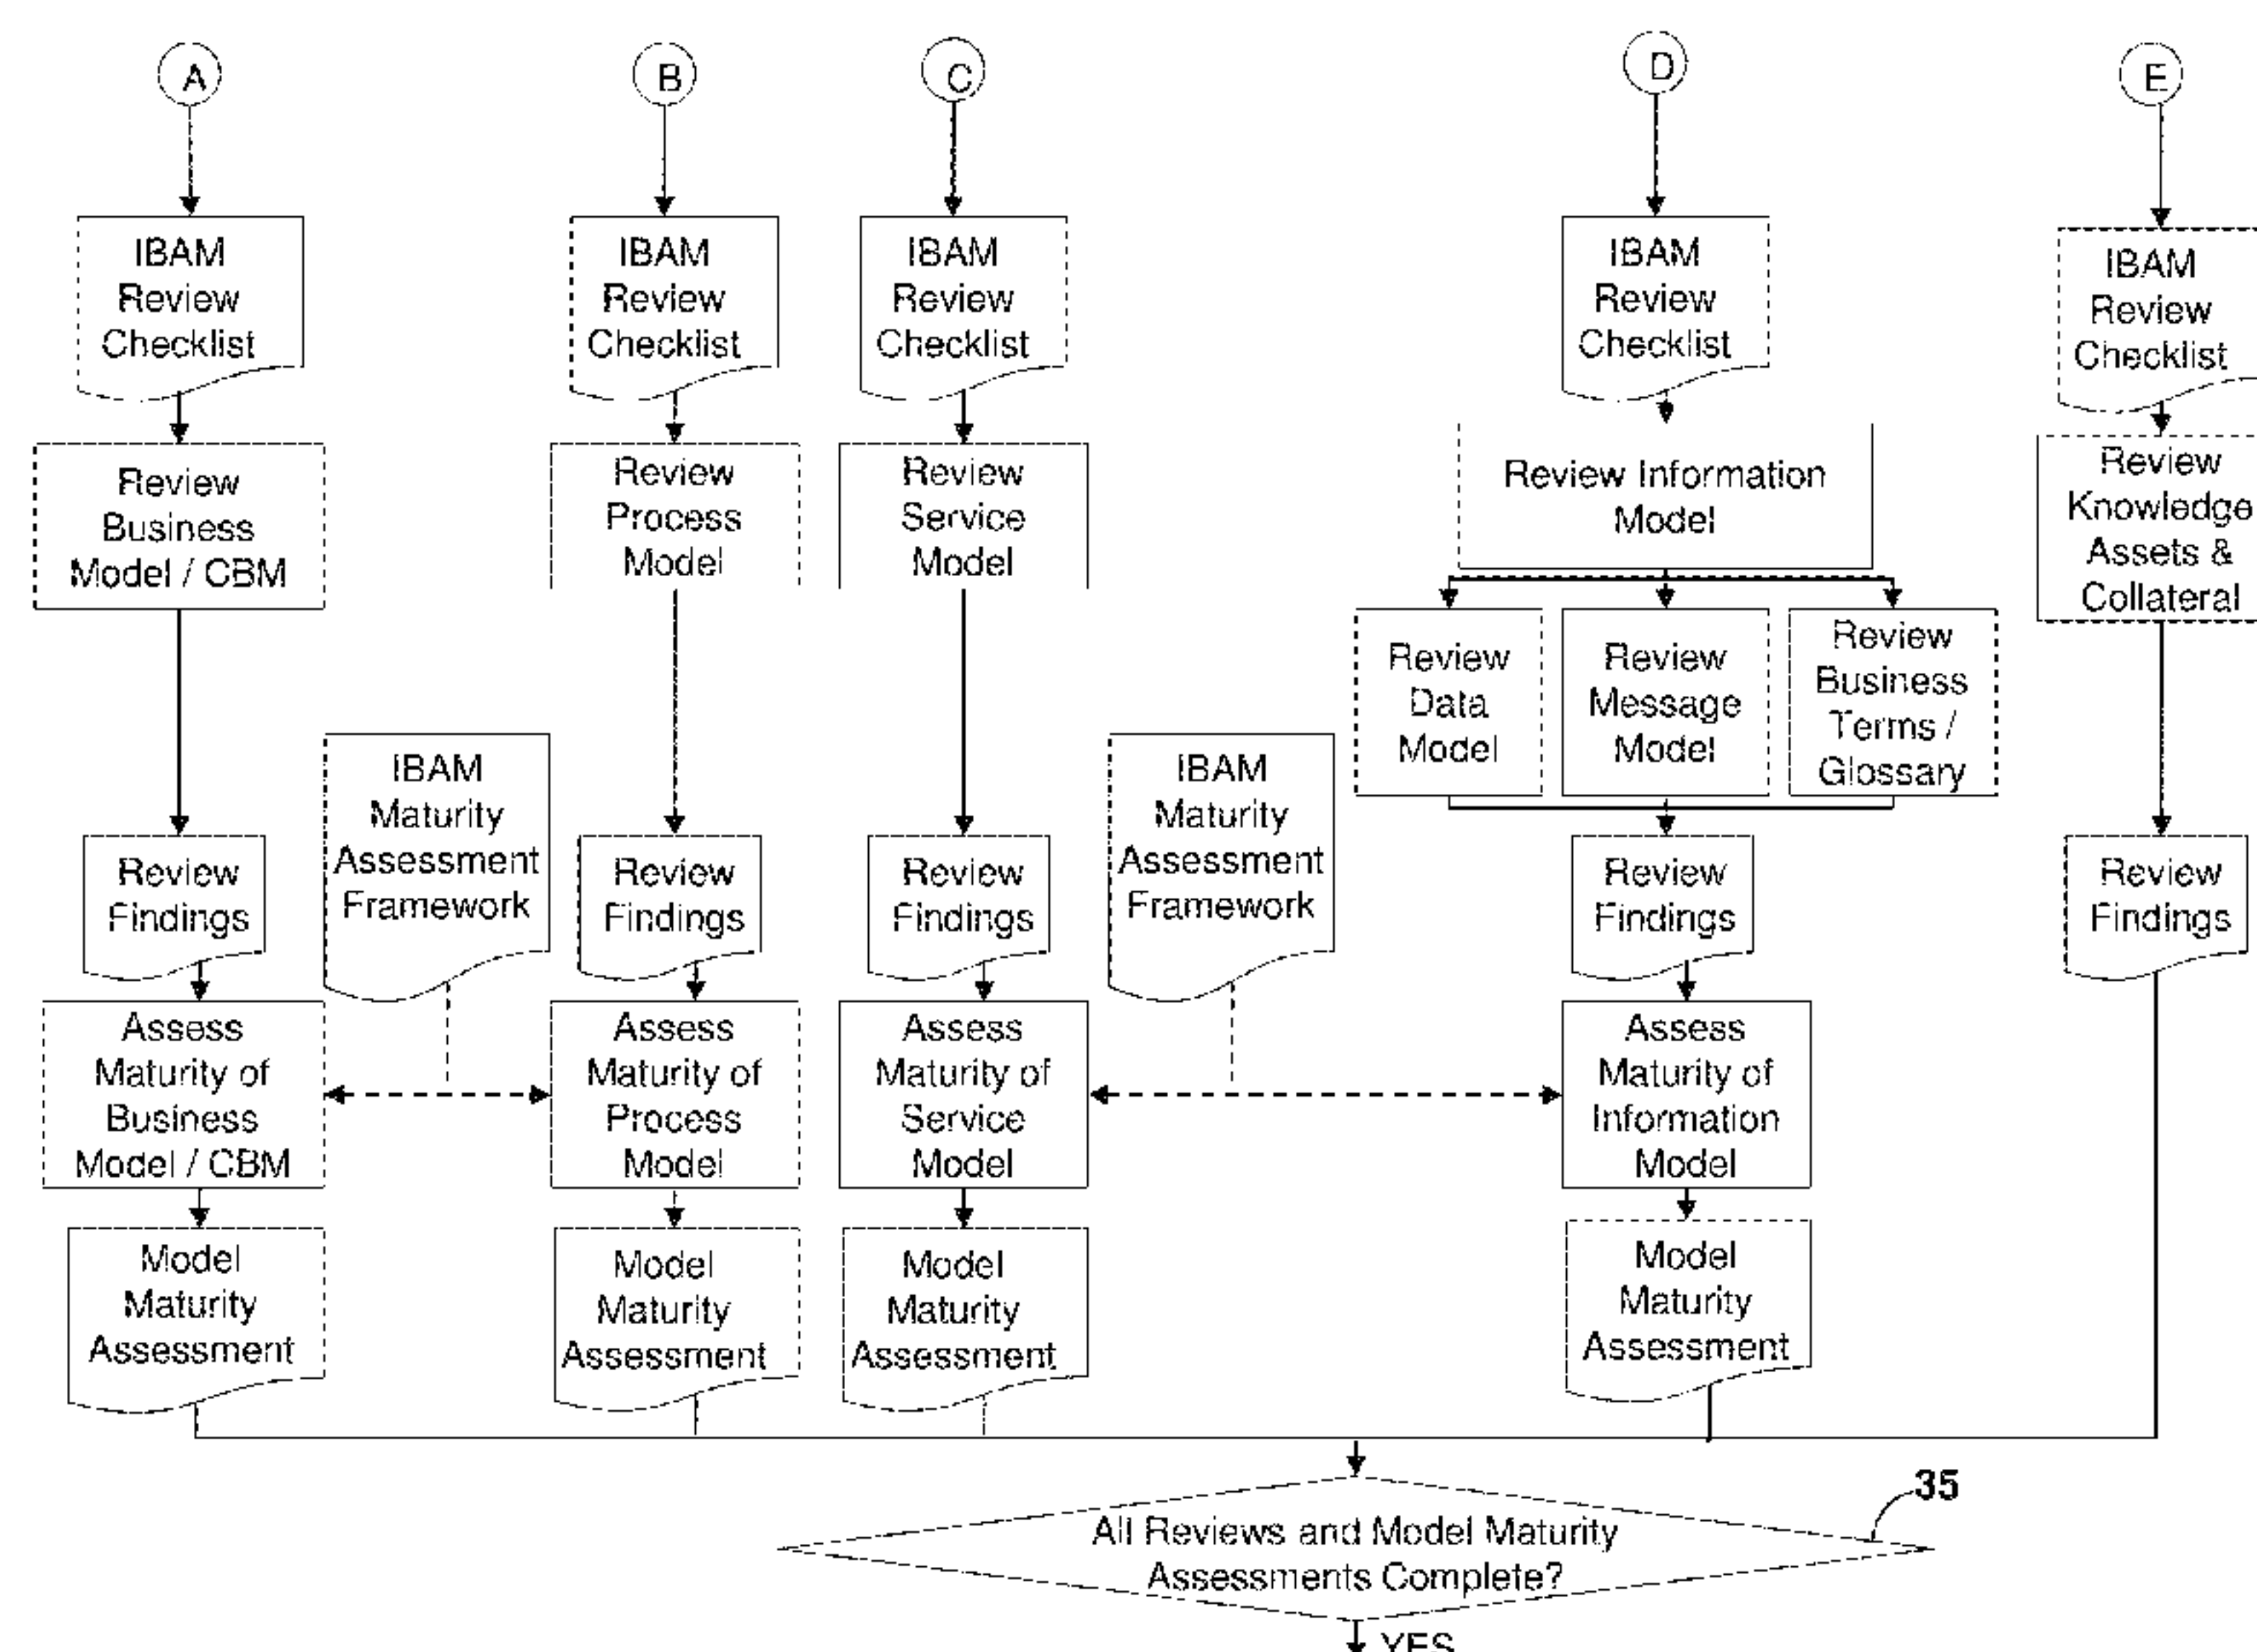 A
B
C
D
E
IBAM
Review
Checklist
IBAM
Review
Checklist
IBAM
Review
Checklist
IBAM
Review
Checklist
IBAM
Review
Checklist
Review
Business
Model / CBM
Review
Process
Model
Review
Service
Model
Review Information
Model
Review
Knowledge
Assets &
Collateral
Review
Data
Model
Review
Message
Model
Review
Business
Terms /
Glossary
IBAM
Maturity
Assessment
Framework
IBAM
Maturity
Assessment
Framework
Review
Findings
Review
Findings
Review
Findings
Review
Findings
Review
Findings
Assess
Maturity of
Business
Model / CBM
Assess
Maturity of
Process
Model
Assess
Maturity of
Service
Model
Assess
Maturity of
Information
Model
Model
Maturity
Assessment
Model
Maturity
Assessment
Model
Maturity
Assessment
Model
Maturity
Assessment
35
All Reviews and Model Maturity
Assessments Complete?
YES